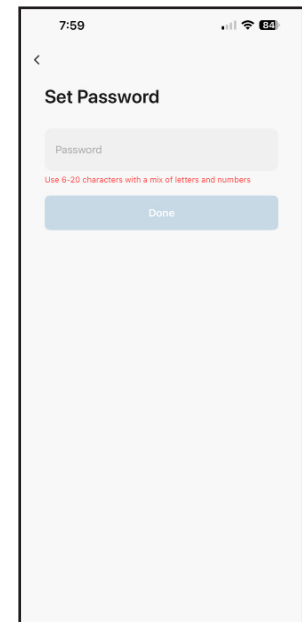 7:59
84
Set Password
Password
Use 6-20 characters with a mix of letters and numbers
Done